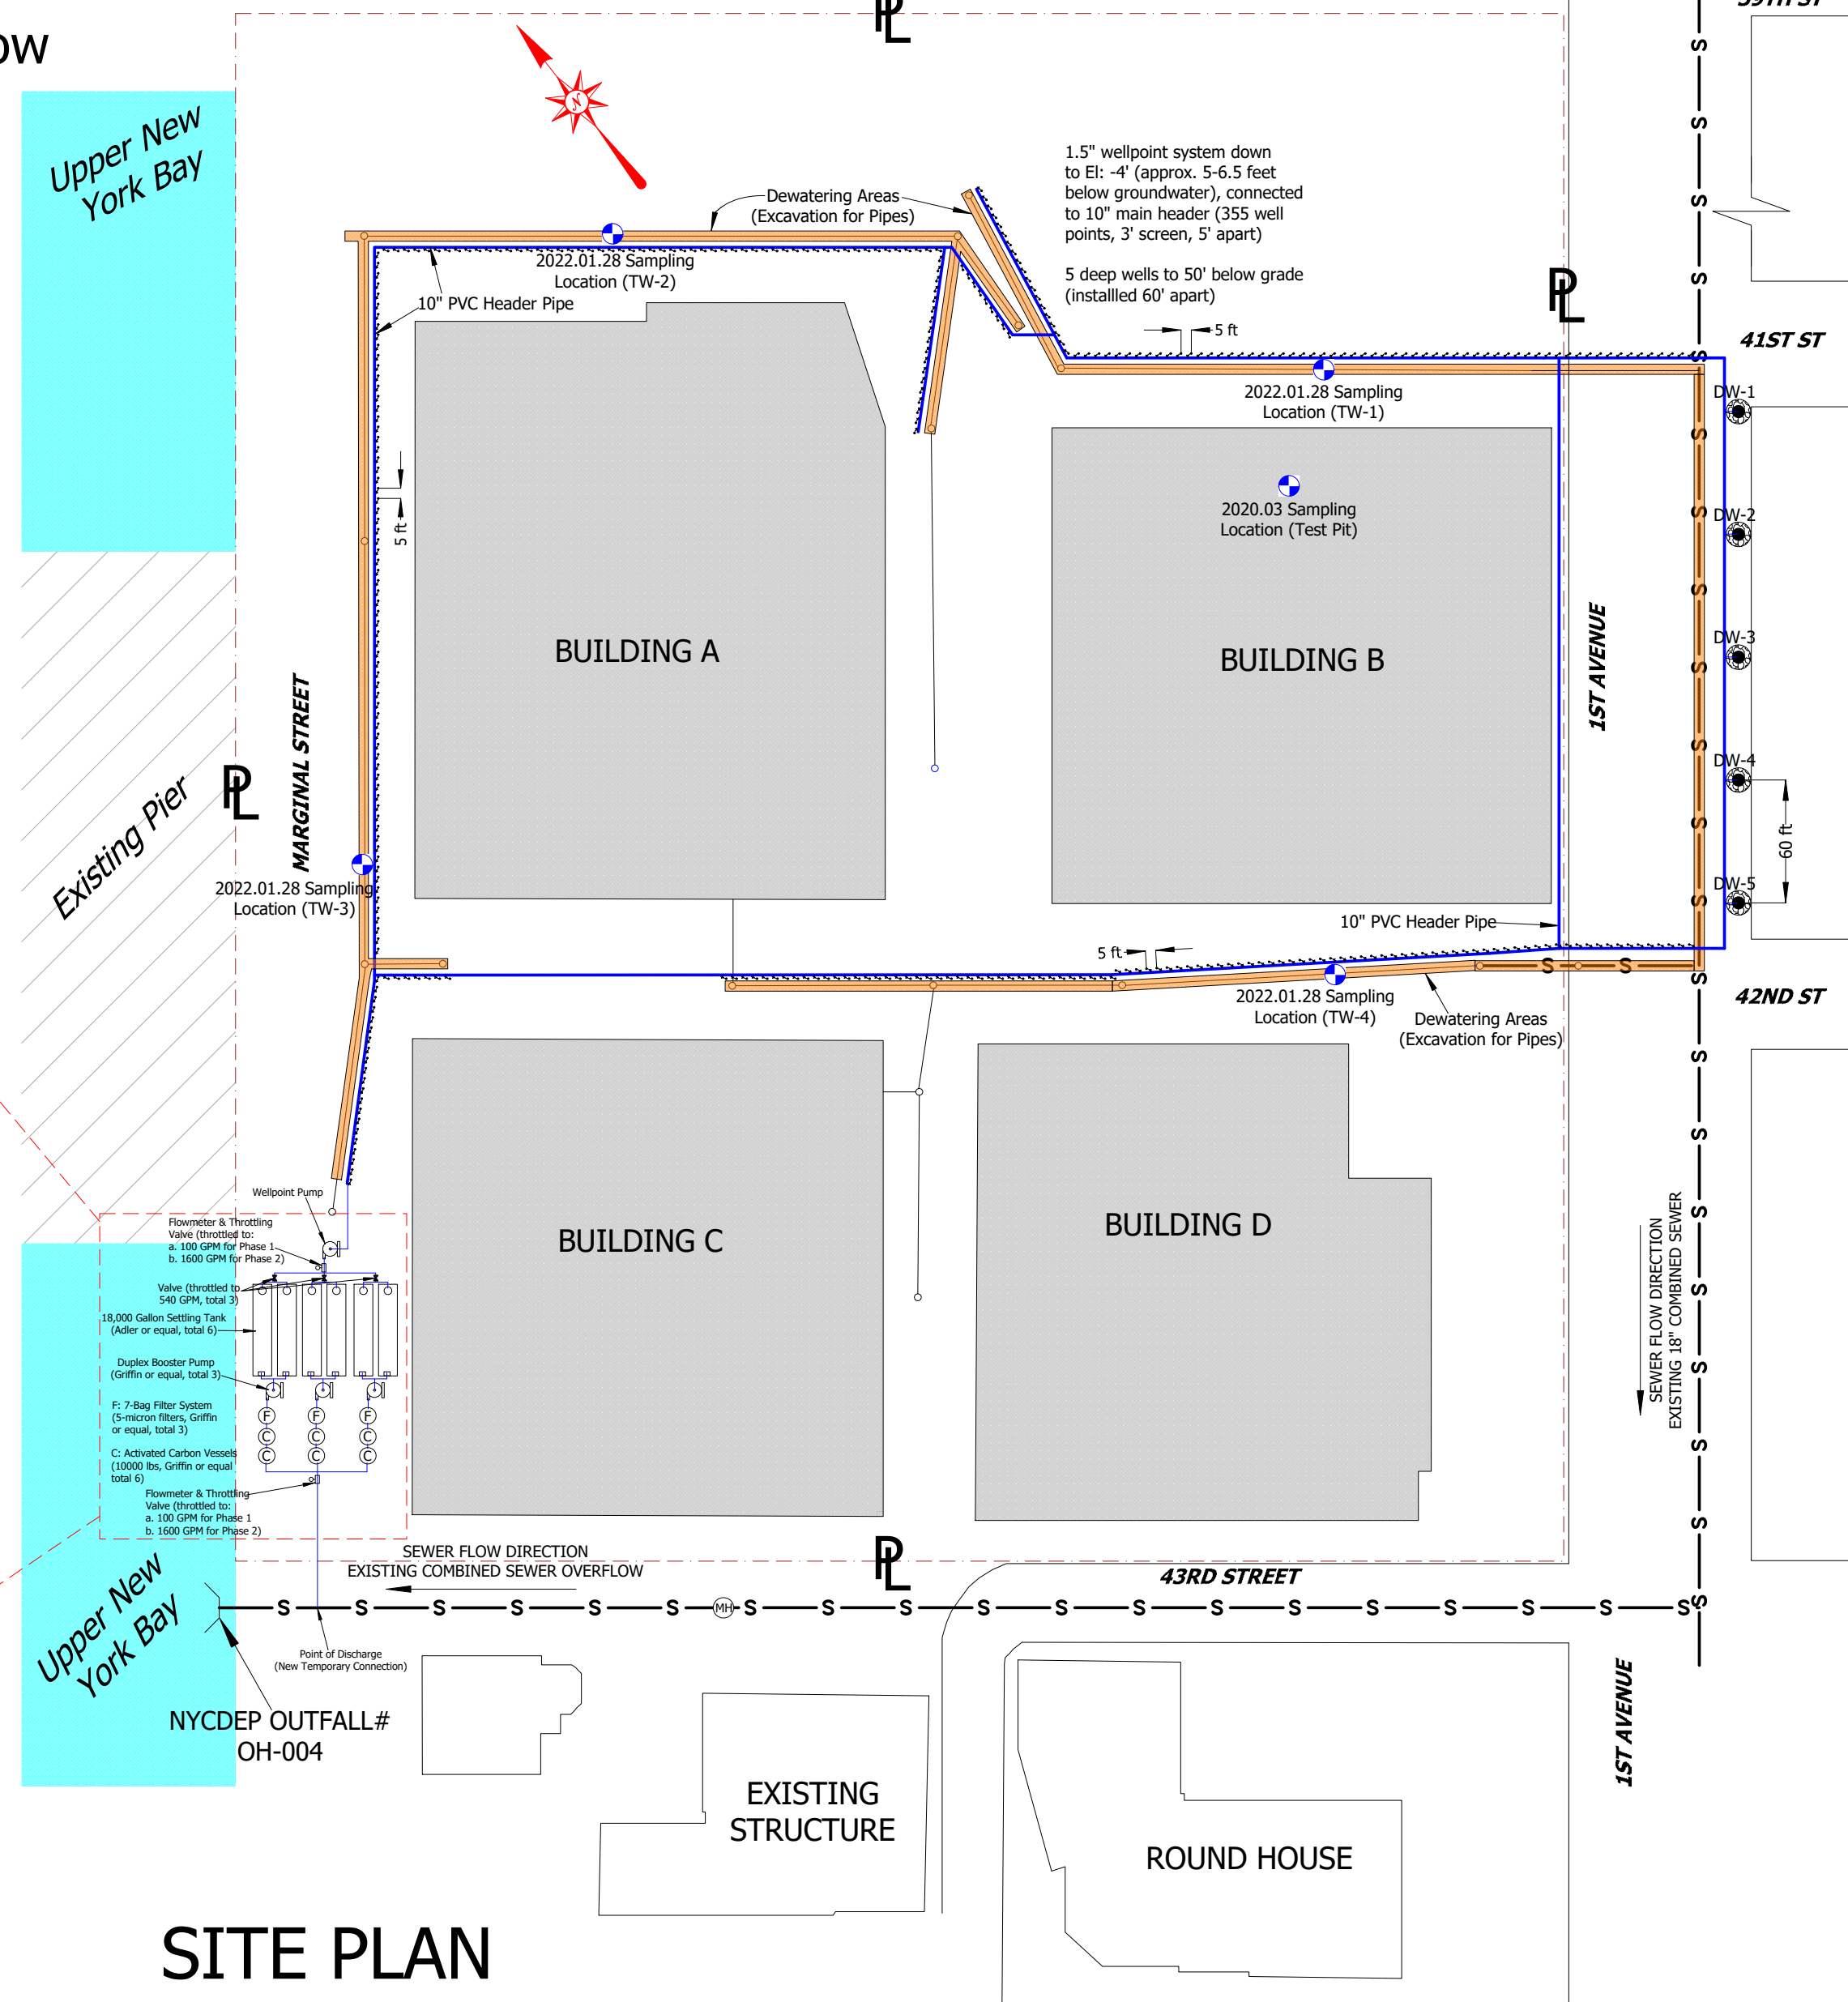 OW
39TH ST
PL
Upper New
York Bay
N
1.5" wellpoint system down
to El: -4' (approx. 5-6.5 feet
below groundwater), connected
to 10" main header (355 well
points, 3' screen, 5' apart)
5 deep wells to 50' below grade
(installled 60' apart)
Dewatering Areas
(Excavation for Pipes)
2022.01.28 Sampling
Location (TW-2)
10" PVC Header Pipe
PL
5 ft
41ST ST
2022.01.28 Sampling
Location (TW-1)
DW-1
5 ft
2020.03 Sampling
Location (Test Pit)
DW-2
BUILDING A
BUILDING B
1ST AVENUE
DW-3
MARGINAL STREET
PL
Existing Pier
DW-4
60 ft
DW-5
2022.01.28 Sampling
Location (TW-3)
10" PVC Header Pipe
5 ft
2022.01.28 Sampling
Location (TW-4)
Dewatering Areas
(Excavation for Pipes)
42ND ST
Wellpoint Pump
Flowmeter & Throttling
Valve (throttled to:
a. 100 GPM for Phase 1
b. 1600 GPM for Phase 2)
Valve (throttled to
540 GPM, total 3)
18,000 Gallon Settling Tank
(Adler or equal, total 6)
Duplex Booster Pump
(Griffin or equal, total 3)
F: 7-Bag Filter System
(5-micron filters, Griffin
or equal, total 3)
C: Activated Carbon Vessels
(10000 lbs, Griffin or equal
total 6)
F F F
C C C
C C C
Flowmeter & Throttling
Valve (throttled to:
a. 100 GPM for Phase 1
b. 1600 GPM for Phase 2)
BUILDING C
BUILDING D
SEWER FLOW DIRECTION
EXISTING 18" COMBINED SEWER
SEWER FLOW DIRECTION
EXISTING COMBINED SEWER OVERFLOW
PL
43RD STREET
S S S S S S MH S S S S S S S S S S S S S
Upper New
York Bay
Point of Discharge
(New Temporary Connection)
NYCDEP OUTFALL#
OH-004
1ST AVENUE
EXISTING
STRUCTURE
ROUND HOUSE
SITE PLAN